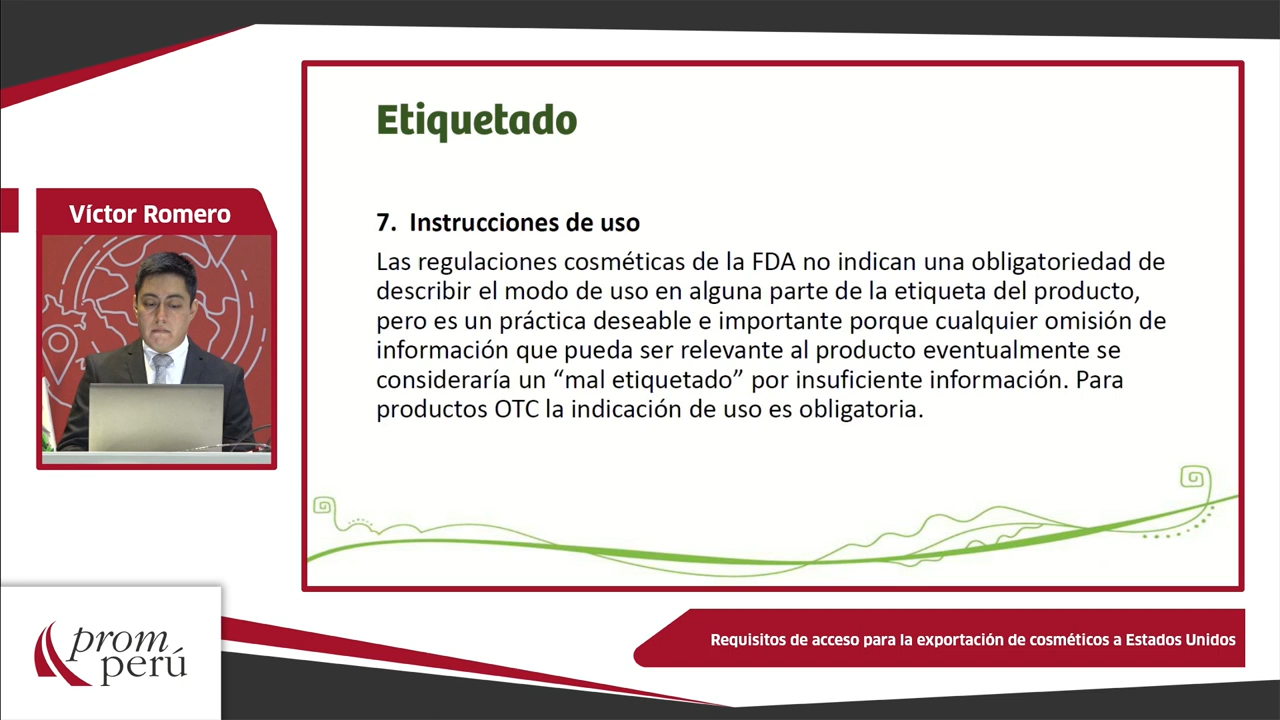 Víctor Romero
Etiquetado
7. Instrucciones de uso
Las regulaciones cosméticas de la FDA no indican una obligatoriedad de
describir el modo de uso en alguna parte de la etiqueta del producto,
pero es un práctica deseable e importante porque cualquier omisión de
información que pueda ser relevante al producto eventualmente se
consideraría un “mal etiquetado” por insuficiente información. Para
productos OTC la indicación de uso es obligatoria.
prom
perú
Requisitos de acceso para la exportación de cosméticos a Estados Unidos